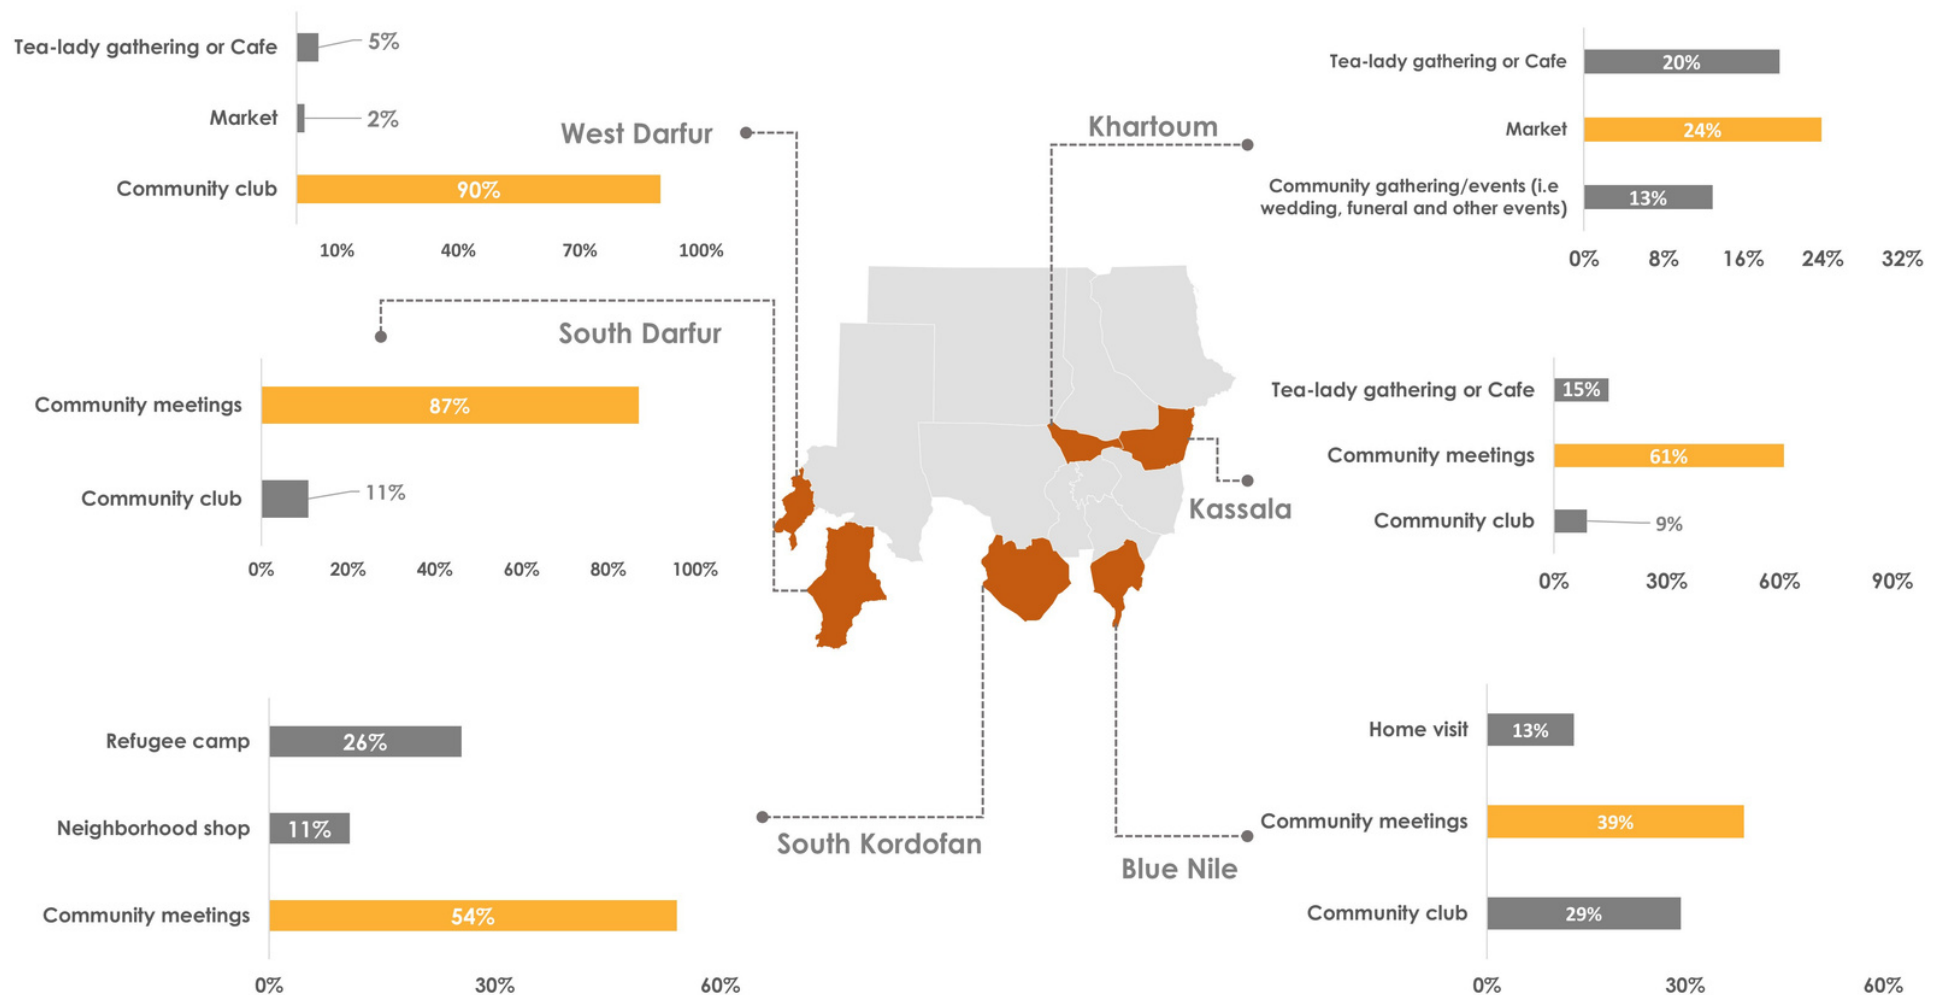 Tea-lady gathering or Cafe
5%
Market
2%
Community club
90%
10% 40% 70% 100%
West Darfur
Khartoum
Tea-lady gathering or Cafe
20%
Market
24%
Community gathering/events (i.e
wedding, funeral and other events)
13%
0% 8% 16% 24% 32%
South Darfur
Community meetings
87%
Community club
11%
0% 20% 40% 60% 80% 100%
Kassala
Tea-lady gathering or Cafe
15%
Community meetings
61%
Community club
9%
0% 30% 60% 90%
Refugee camp
26%
Neighborhood shop
11%
Community meetings
54%
0% 30% 60%
South Kordofan
Blue Nile
Home visit
13%
Community meetings
39%
Community club
29%
0% 30% 60%